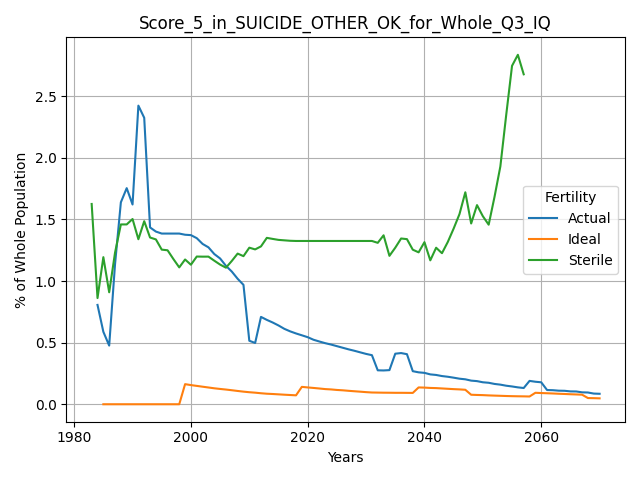 Score_5_in_SUICIDE_OTHER_OK_for_Whole_Q3_IQ
% of Whole Population
2.5
2.0
1.5
1.0
0.5
0.0
Fertility
Actual
Ideal
Sterile
1980
2000
2020
2040
2060
Years